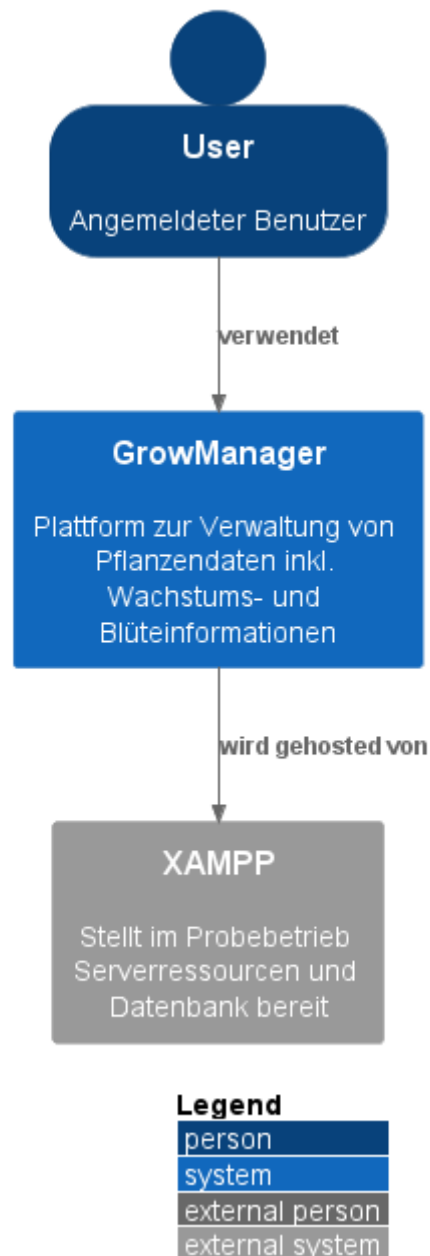 User
Angemeldeter Benutzer
verwendet
GrowManager
Plattform zur Verwaltung von
Pflanzendaten inkl.
Wachstums- und
Blüteinformationen
wird gehosted von
XAMPP
Stellt im Probebetrieb
Serverressourcen und
Datenbank bereit
Legend
person
system
external person
external system